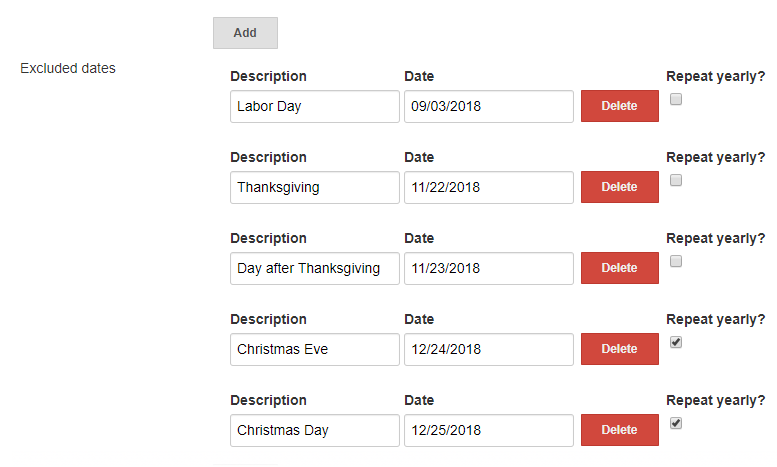 Add
Excluded dates
Description Date Repeat yearly?
Labor Day 09/03/2018 Delete
Description Date Repeat yearly?
Thanksgiving 11/22/2018 Delete
Description Date Repeat yearly?
Day after Thanksgiving 11/23/2018 Delete
Description Date Repeat yearly?
Christmas Eve 12/24/2018 Delete
Description Date Repeat yearly?
Christmas Day 12/25/2018 Delete